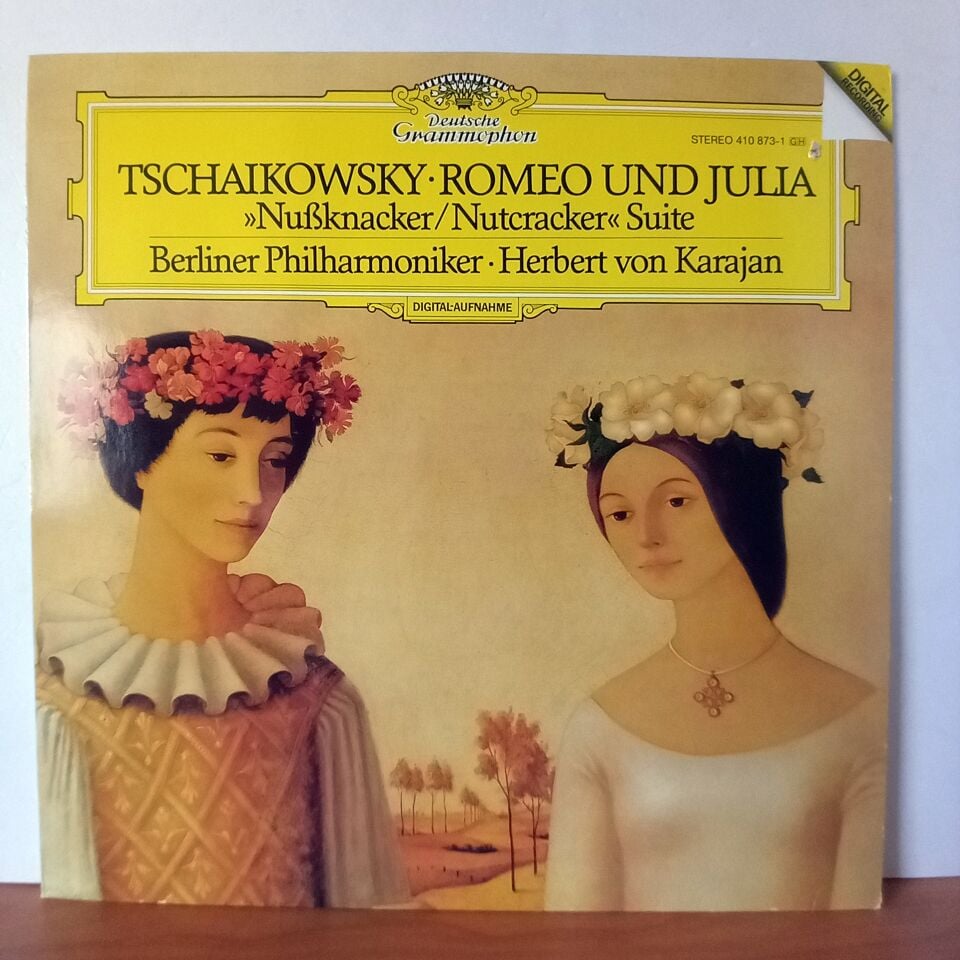 DIGITAL
RECORDING
Deutsche
Grammophon
STEREO 410 873-1 GH
TSCHAIKOWSKY·ROMEO UND JULIA
»Nußknacker/Nutcracker« Suite
Berliner Philharmoniker·Herbert von Karajan
DIGITAL-AUFNAHME